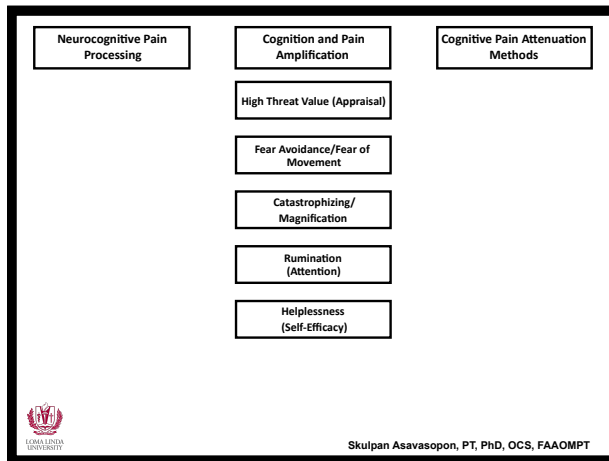 Neurocognitive Pain
Processing
Cognition and Pain
Amplification
Cognitive Pain Attenuation
Methods
High Threat Value (Appraisal)
Fear Avoidance/Fear of
Movement
Catastrophizing/
Magnification
Rumination
(Attention)
Helplessness
(Self-Efficacy)
LOMA LINDA
UNIVERSITY
Skulpan Asavasopon, PT, PhD, OCS, FAAOMPT